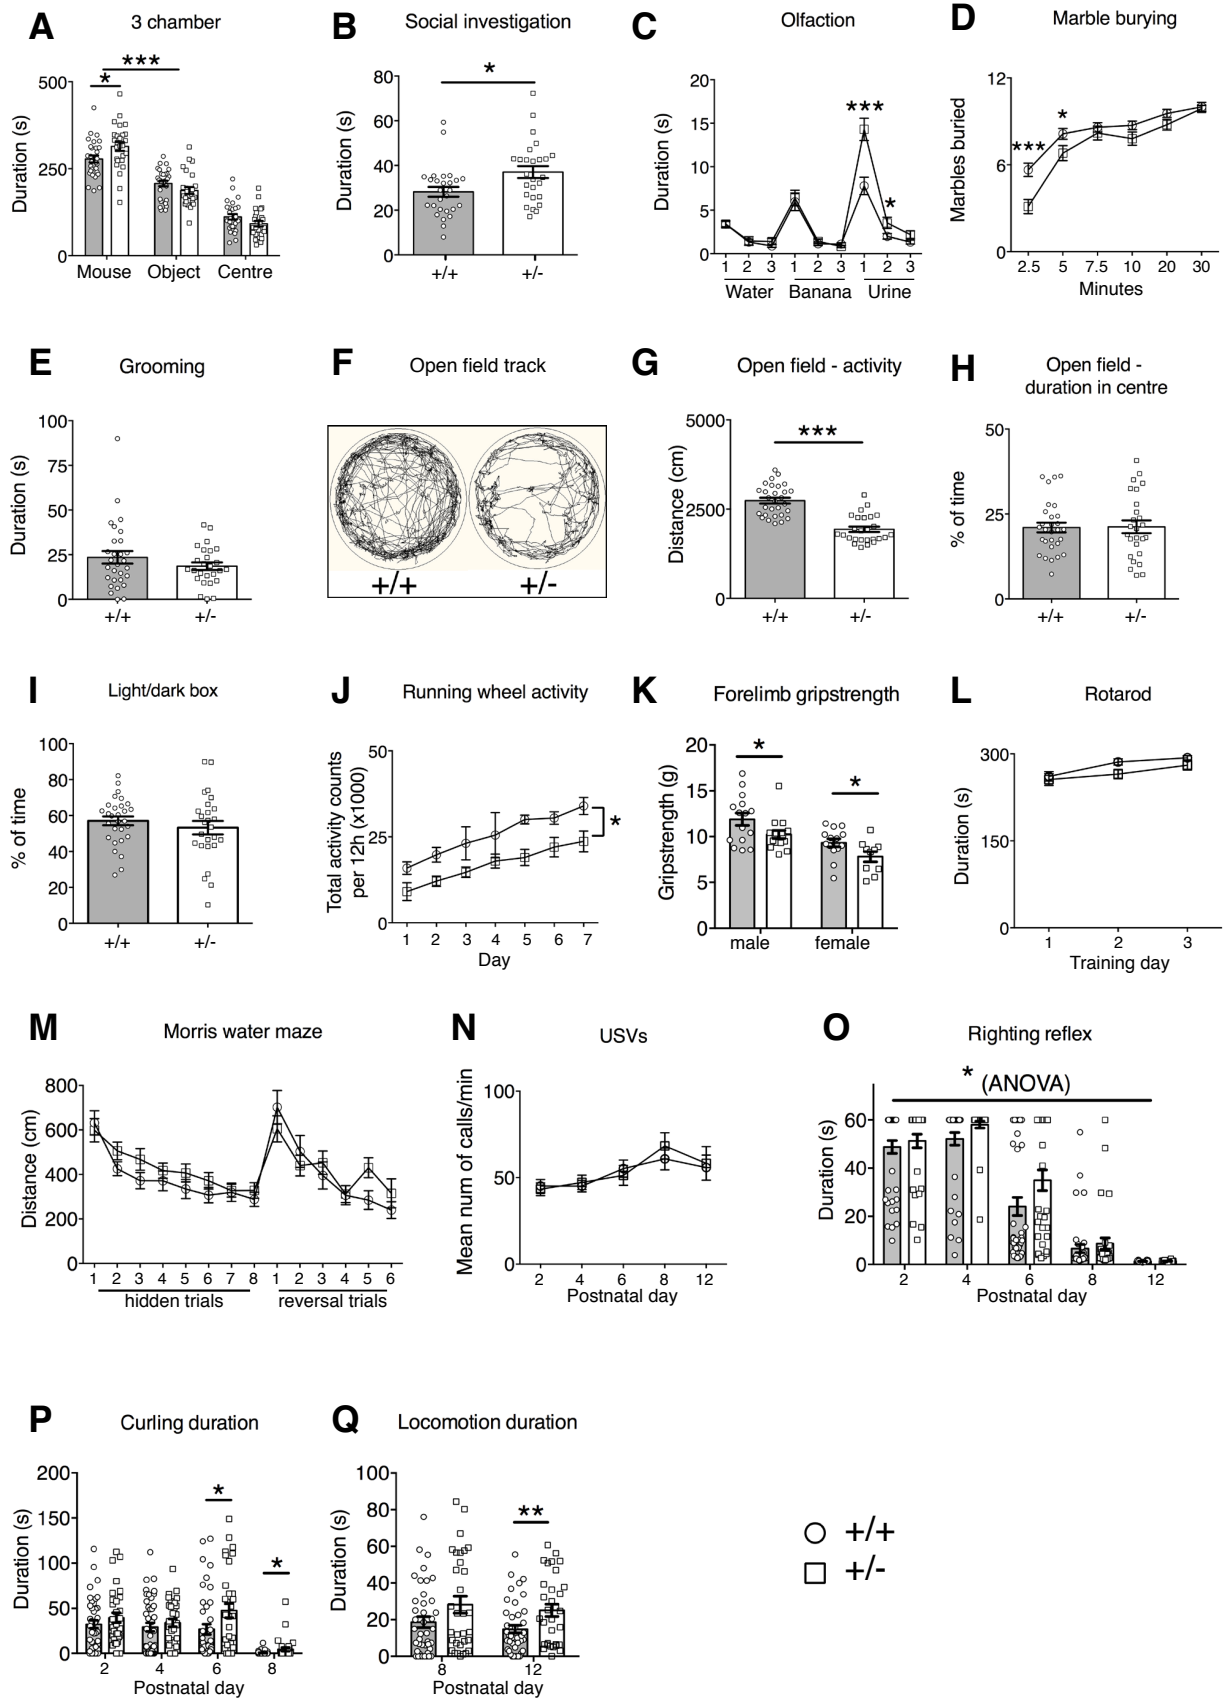 A
3 chamber
***
*
500
250
0
Duration (s)
Mouse Object Centre
B
Social investigation
*
80
60
40
20
0
Duration (s)
+/+ +/-
C
Olfaction
***
*
20
15
10
5
0
Duration (s)
1 2 3 1 2 3 1 2 3
Water Banana Urine
D
Marble burying
***
*
12
6
0
Marbles buried
2.5 5 7.5 10 20 30
Minutes
E
Grooming
100
75
50
25
0
Duration (s)
+/+ +/-
F
Open field track
+/+ +/-
G
Open field - activity
***
5000
2500
0
Distance (cm)
+/+ +/-
H
Open field -
duration in centre
50
25
0
% of time
+/+ +/-
I
Light/dark box
100
80
60
40
20
0
% of time
+/+ +/-
J
Running wheel activity
50
25
0
Total activity counts
per 12h (x1000)
*
1 2 3 4 5 6 7
Day
K
Forelimb gripstrength
*
*
20
15
10
5
0
Gripstrength (g)
male female
L
Rotarod
300
150
0
Duration (s)
1 2 3
Training day
M
Morris water maze
800
600
400
200
0
Distance (cm)
1 2 3 4 5 6 7 8 1 2 3 4 5 6
hidden trials reversal trials
N
USVs
100
50
0
Mean num of calls/min
2 4 6 8 12
Postnatal day
O
Righting reflex
* (ANOVA)
60
40
20
0
Duration (s)
2 4 6 8 12
Postnatal day
P
Curling duration
*
*
200
150
100
50
0
Duration (s)
2 4 6 8
Postnatal day
Q
Locomotion duration
**
100
80
60
40
20
0
Duration (s)
8 12
Postnatal day
+/+
+/-